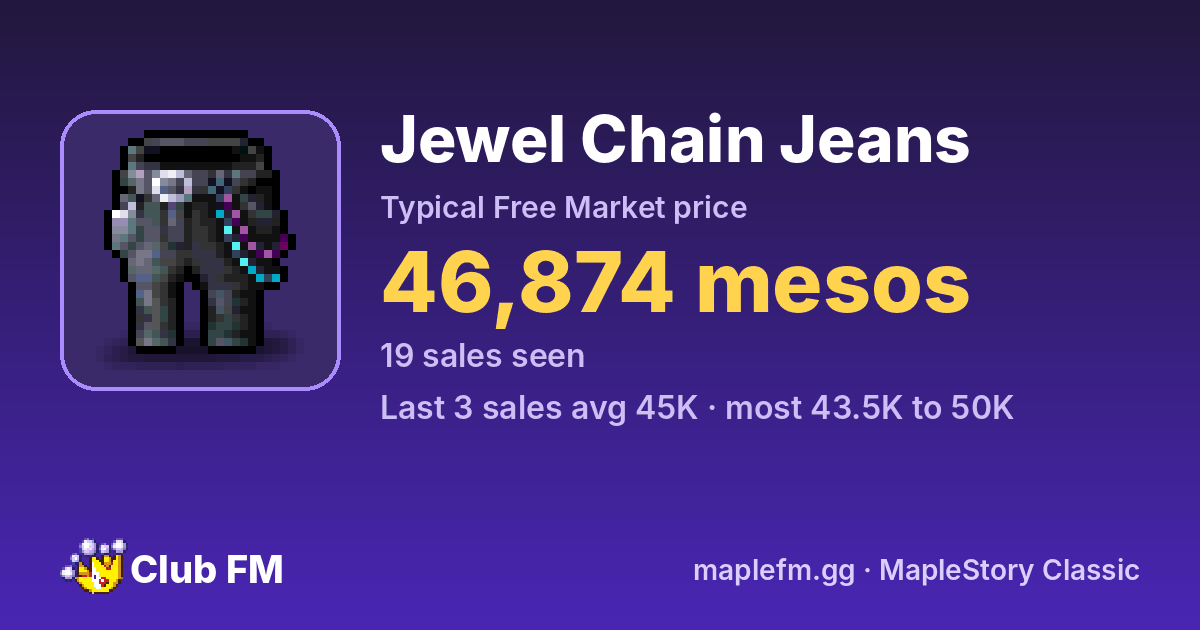 Jewel Chain Jeans
Typical Free Market price
46,874 mesos
19 sales seen
Last 3 sales avg 45K · most 43.5K to 50K
Club FM
maplefm.gg · MapleStory Classic